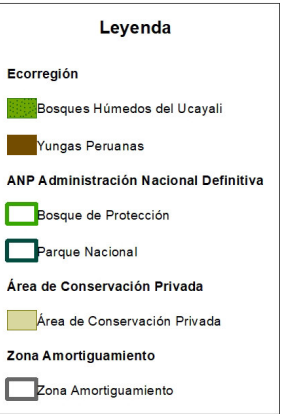 Leyenda
Ecorregión
Bosques Húmedos del Ucayali
Yungas Peruanas
ANP Administración Nacional Definitiva
Bosque de Protección
Parque Nacional
Área de Conservación Privada
Área de Conservación Privada
Zona Amortiguamiento
Zona Amortiguamiento